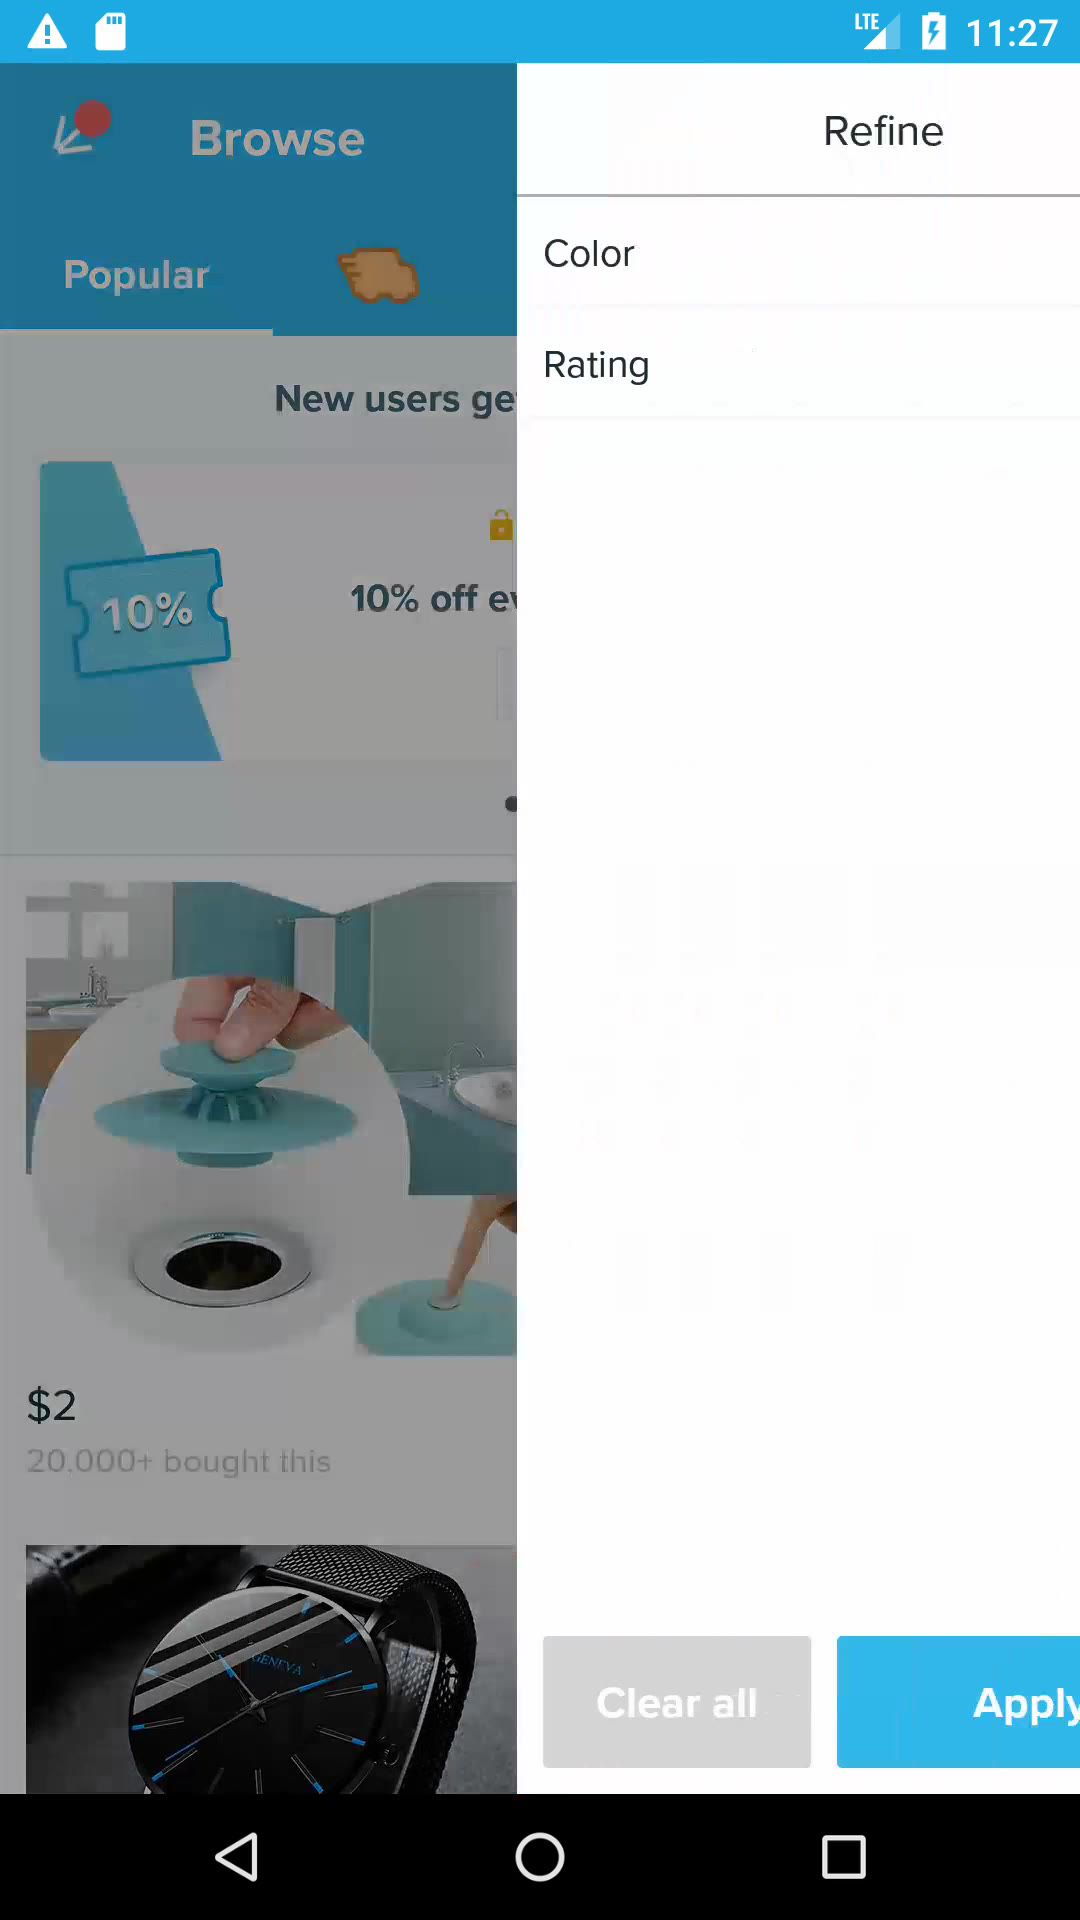 LTE 11:27
Browse
Refine
Popular
Color
Rating
New users ge
10%
10% off ev
$2
20.000+ bought this
GENEVA
Clear all
Apply